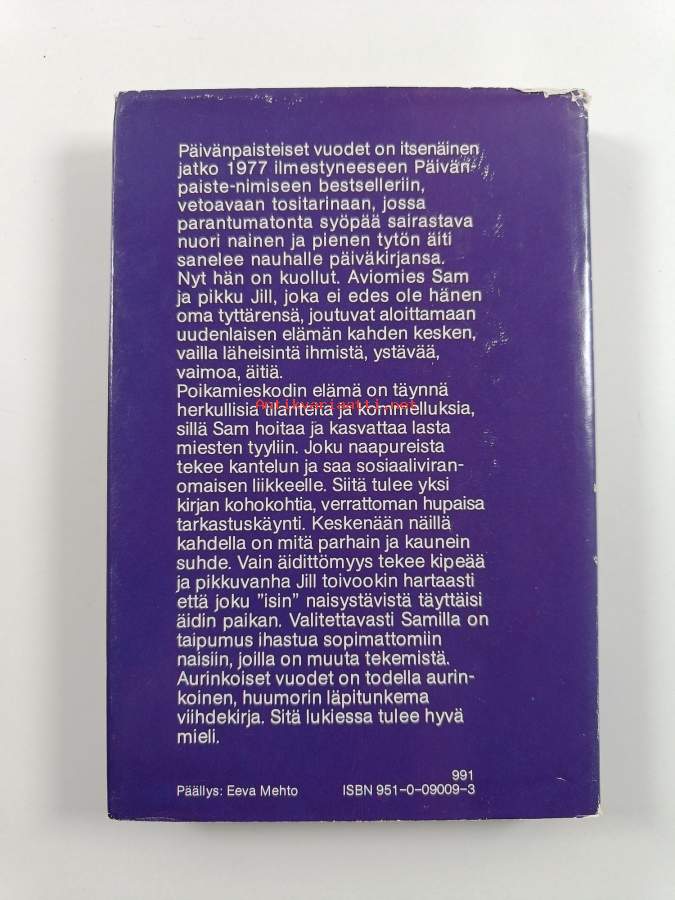 Päivänpaisteiset vuodet on itsenäinen
jatko 1977 ilmestyneeseen Päivän-
paiste-nimiseen bestselleriin,
vetoavaan tositarinaan, jossa
parantumatonta syöpää sairastava
nuori nainen ja pienen tytön äiti
sanelee nauhalle päiväkirjansa.
Nyt hän on kuollut. Aviomies Sam
ja pikku Jill, joka ei edes ole hänen
oma tyttärensä, joutuvat aloittamaan
uudenlaisen elämän kahden kesken,
vailla läheisintä ihmistä, ystävää,
vaimoa, äitiä.
Poikamieskodin elämä on täynnä
herkullisia tilanteita ja kommelluksia,
Antikvariaatti.net
sillä Sam hoitaa ja kasvattaa lasta
miesten tyyliin. Joku naapureista
tekee kantelun ja saa sosiaaliviran-
omaisen liikkeelle. Siitä tulee yksi
kirjan kohokohtia, verrattoman hupaisa
tarkastuskäynti. Keskenään näillä
kahdella on mitä parhain ja kaunein
suhde. Vain äidittömyys tekee kipeää
ja pikkuvanha Jill toivookin hartaasti
että joku ”isin” naisystävistä täyttäisi
äidin paikan. Valitettavasti Samilla on
taipumus ihastua sopimattomiin
naisiin, joilla on muuta tekemistä.
Aurinkoiset vuodet on todella aurin-
koinen, huumorin läpitunkema
viihdekirja. Sitä lukiessa tulee hyvä
mieli.
991
Päällys: Eeva Mehto ISBN 951-0-09009-3